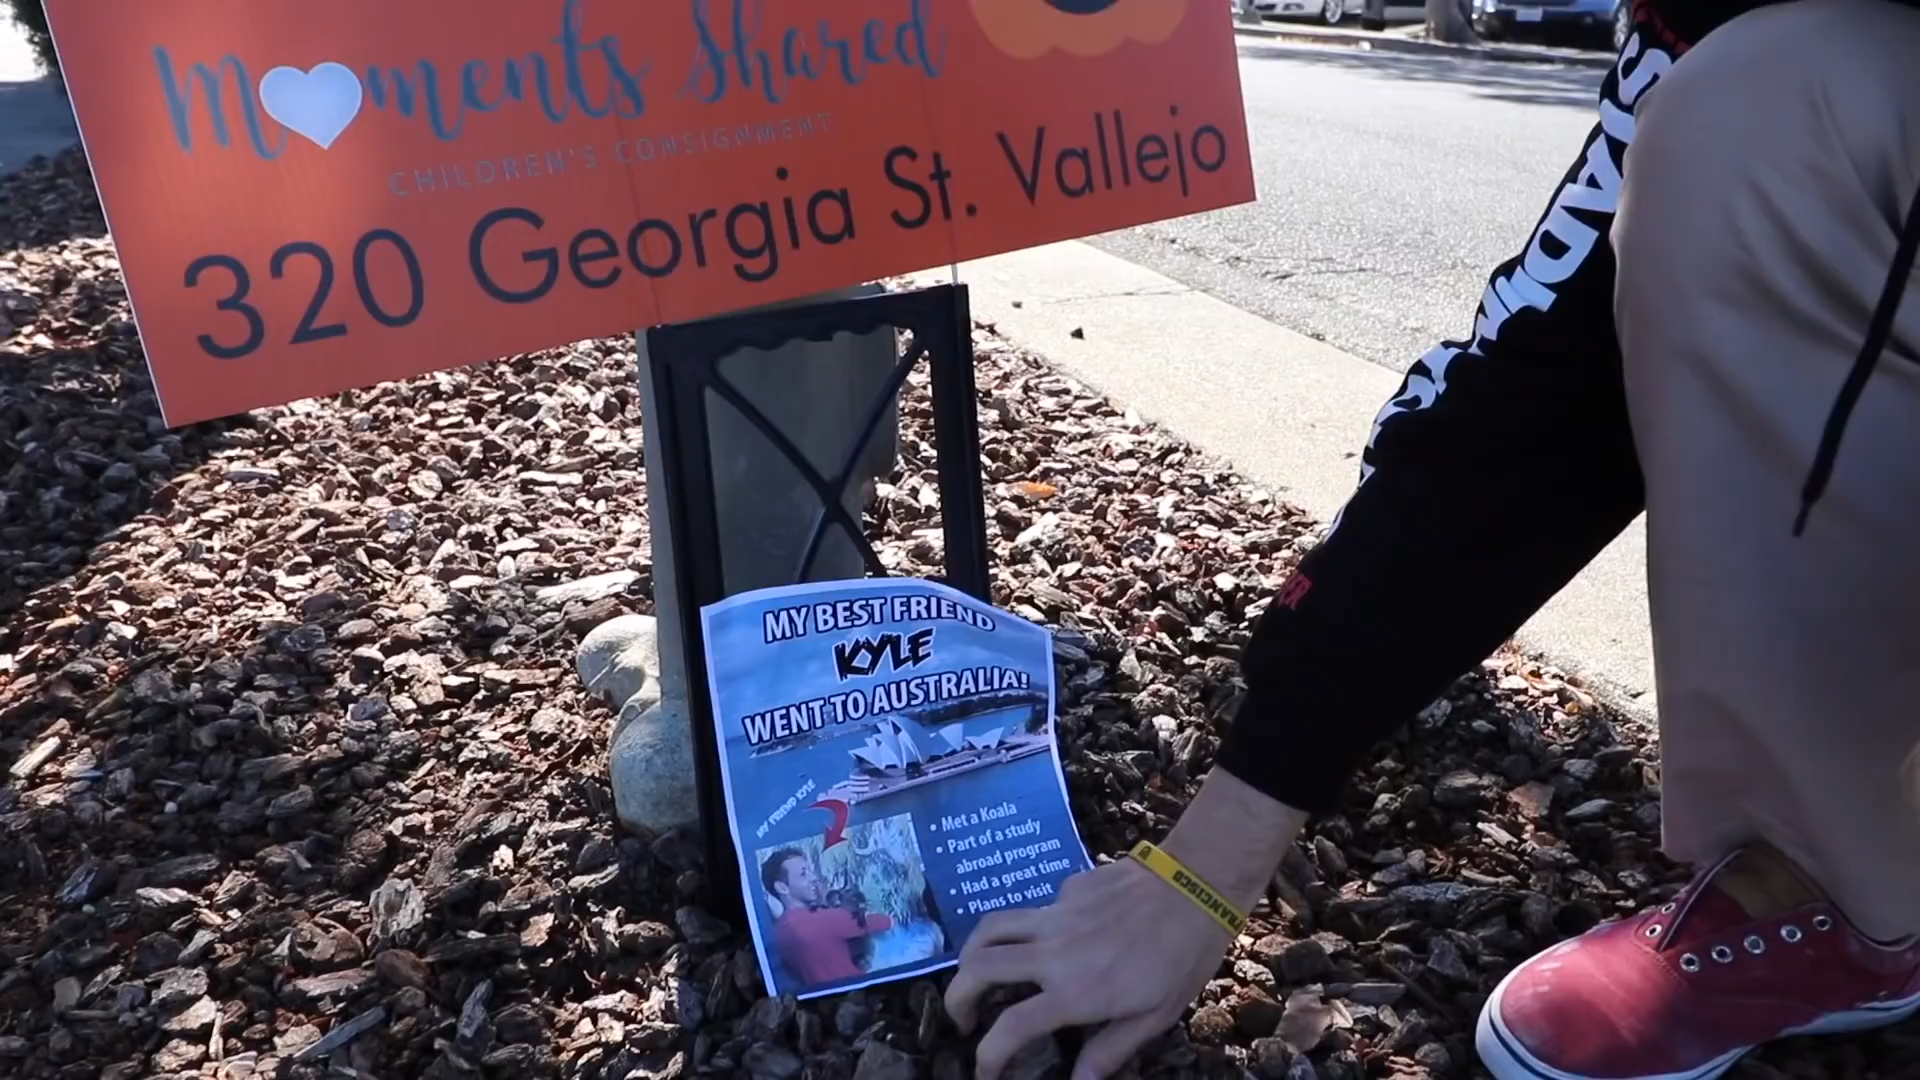 Moments Shared
CHILDREN'S CONSIGNMENT
320 Georgia St. Vallejo
MY BEST FRIEND
KYLE
WENT TO AUSTRALIA!
MY FRIEND KYLE
• Met a Koala
• Part of a study
abroad program
• Had a great time
• Plans to visit
FRANCISCO